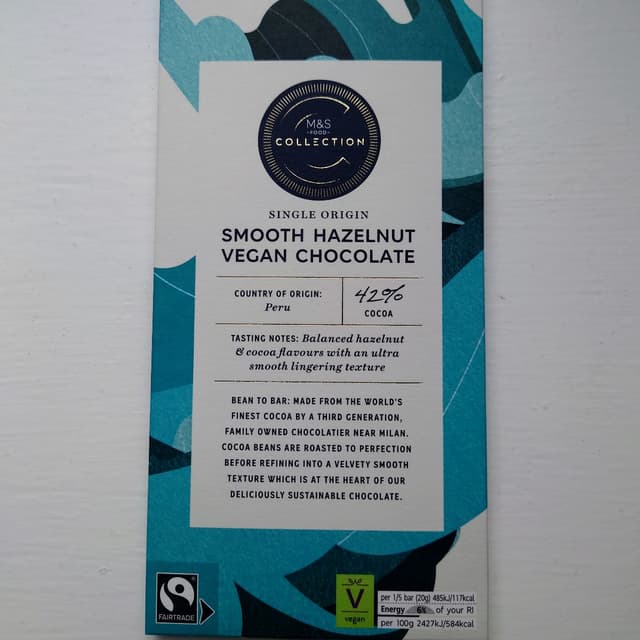 M&S
-FOOD-
COLLECTION
SINGLE ORIGIN
SMOOTH HAZELNUT
VEGAN CHOCOLATE
COUNTRY OF ORIGIN:
Peru
42%
COCOA
TASTING NOTES: Balanced hazelnut
& cocoa flavours with an ultra
smooth lingering texture
BEAN TO BAR: MADE FROM THE WORLD'S
FINEST COCOA BY A THIRD GENERATION,
FAMILY OWNED CHOCOLATIER NEAR MILAN.
COCOA BEANS ARE ROASTED TO PERFECTION
BEFORE REFINING INTO A VELVETY SMOOTH
TEXTURE WHICH IS AT THE HEART OF OUR
DELICIOUSLY SUSTAINABLE CHOCOLATE.
FAIRTRADE
V
vegan
per 1/5 bar (20g) 485kJ/117kcal
Energy 6% of your RI
per 100g 2427kJ/584kcal